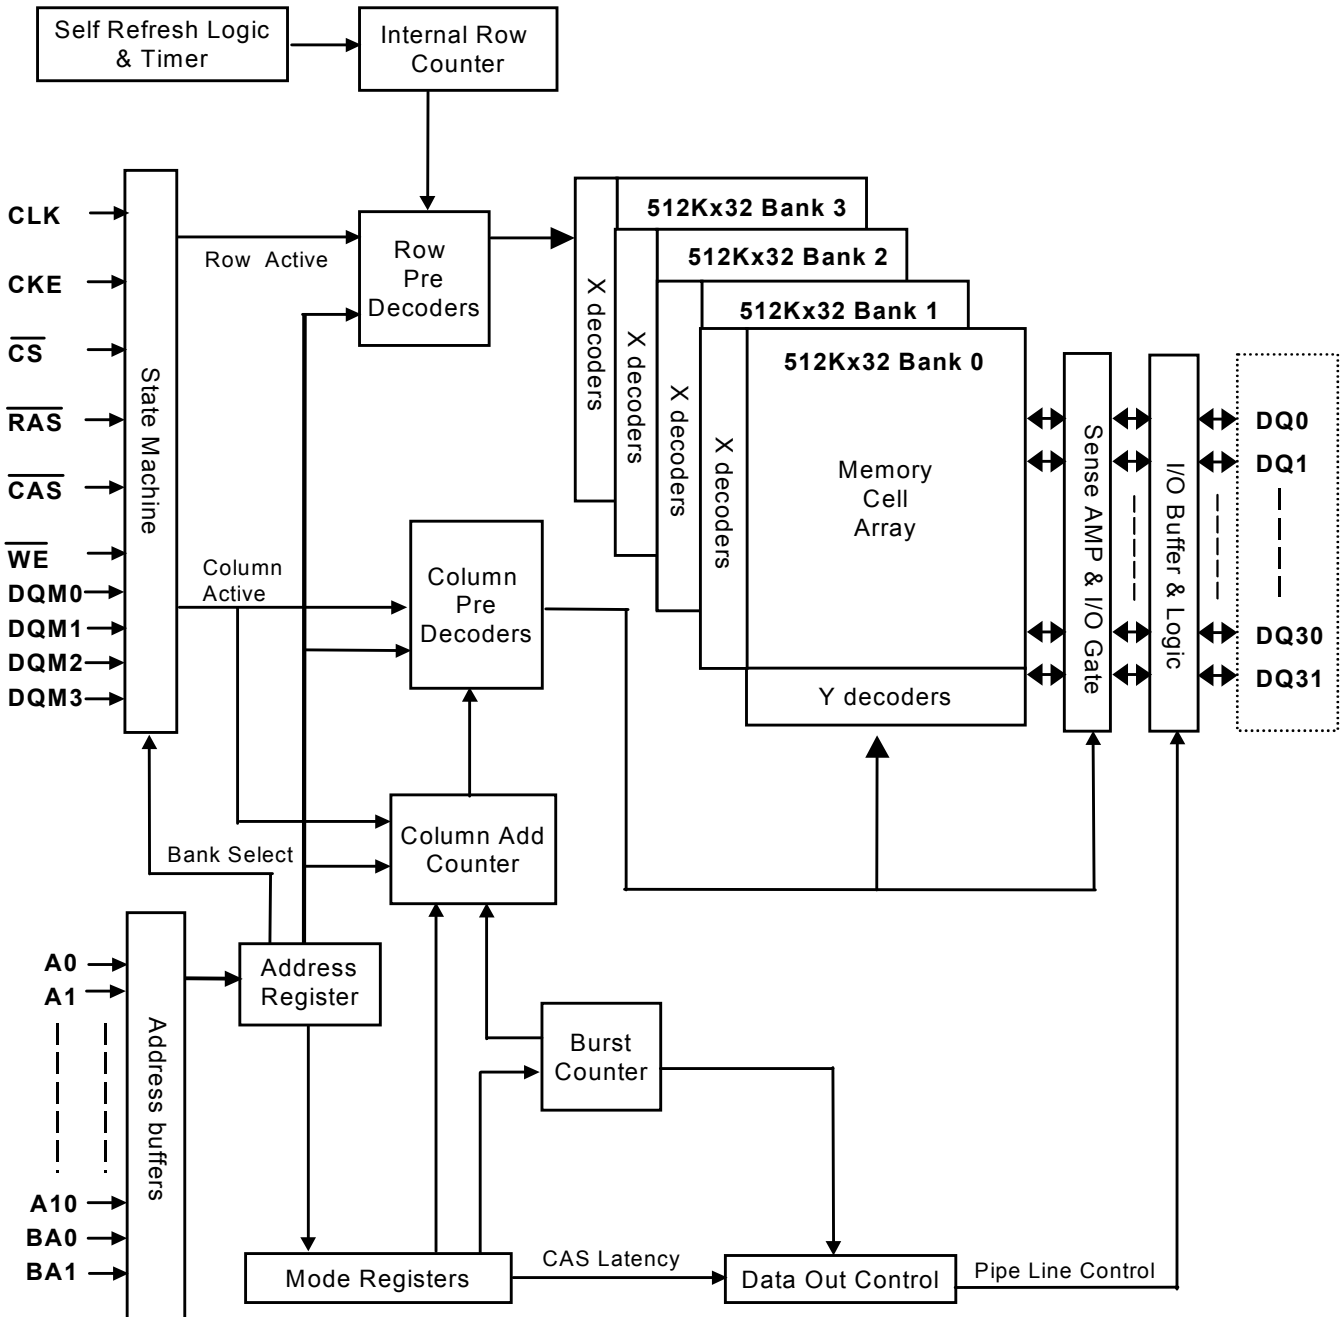 Self Refresh Logic
& Timer
Internal Row
Counter
CLK
CKE
CS
RAS
CAS
WE
DQM0
DQM1
DQM2
DQM3
State Machine
Row Active
Row
Pre
Decoders
Column
Active
Column
Pre
Decoders
X decoders
512Kx32 Bank 3
X decoders
512Kx32 Bank 2
X decoders
512Kx32 Bank 1
X decoders
512Kx32 Bank 0
Memory
Cell
Array
Y decoders
Sense AMP & I/O Gate
I/O Buffer & Logic
DQ0
DQ1
DQ30
DQ31
Bank Select
Column Add
Counter
A0
A1
A10
BA0
BA1
Address buffers
Address
Register
Burst
Counter
Mode Registers
CAS Latency
Data Out Control
Pipe Line Control